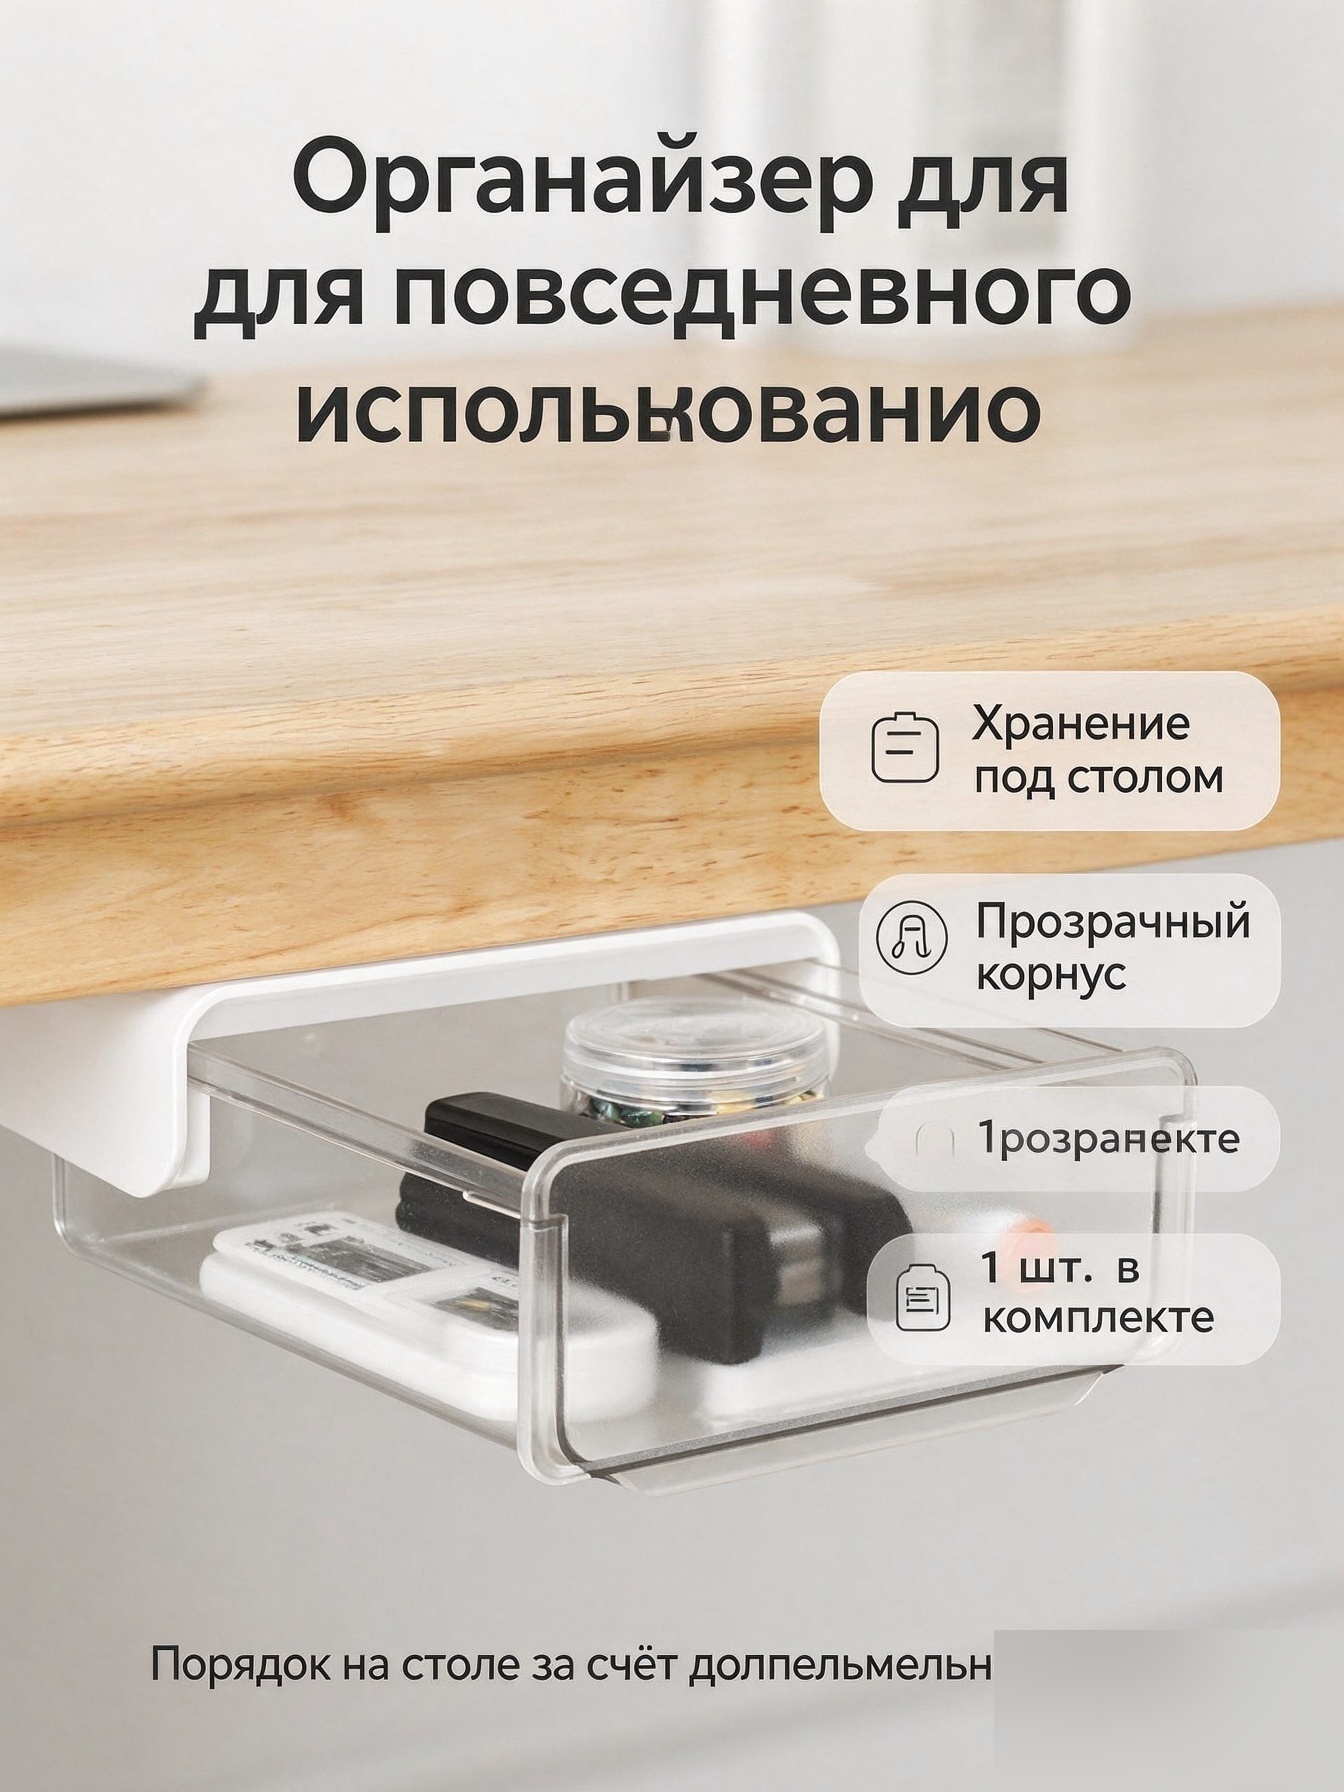 Органайзер для
для повседневного
Хранение
под столом
Прозрачный
корнус
1розранекте
1 шт. в
комплекте
Порядок на столе за счёт долпельмельн